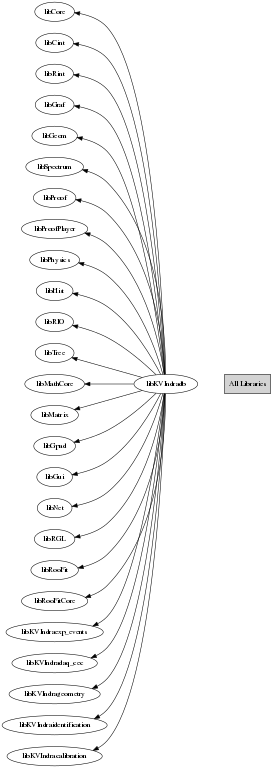 libCore
libCint
libRint
libGraf
libGeom
libSpectrum
libProof
libProofPlayer
libPhysics
libHist
libRIO
libTree
libMathCore
libKVIndradb
All Libraries
libMatrix
libGpad
libGui
libNet
libRGL
libRooFit
libRooFitCore
libKVIndraexp_events
libKVIndradaq_cec
libKVIndrageometry
libKVIndraidentification
libKVIndracalibration